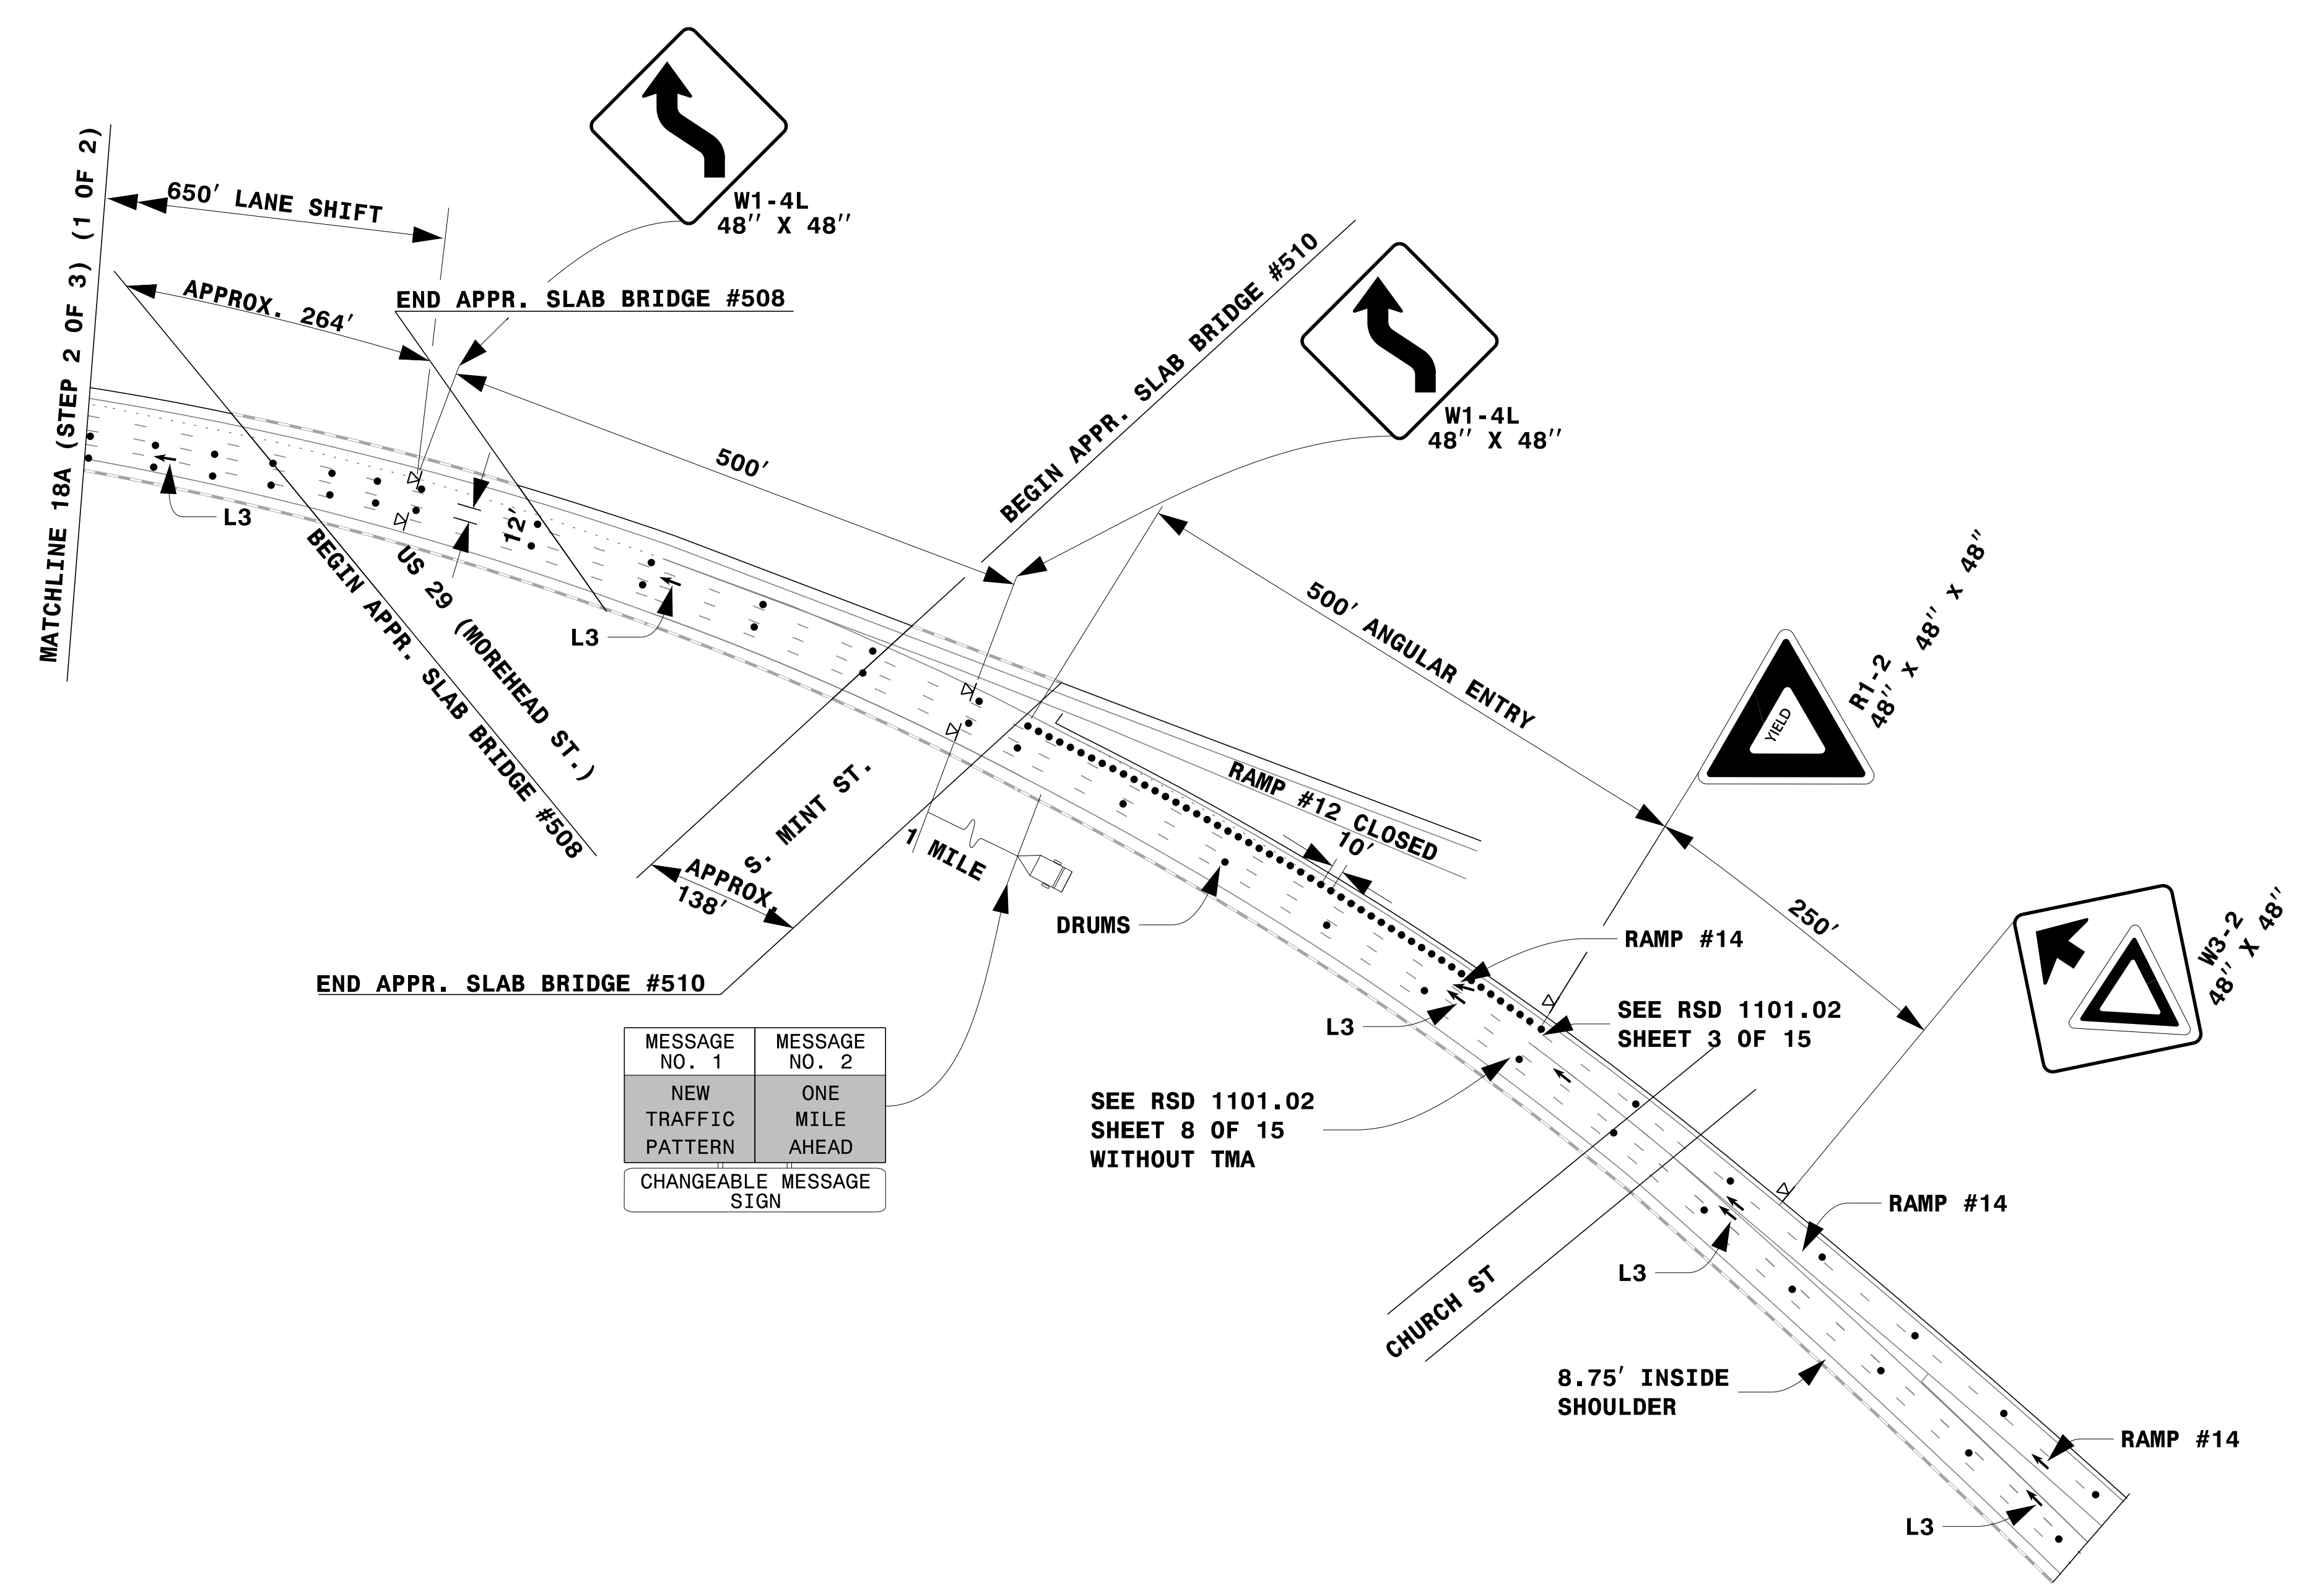 MATCHLINE 18A (STEP 2 OF 3) (1 OF 2)
650' LANE SHIFT
W1-4L
48" X 48"
APPROX. 264'
END APPR. SLAB BRIDGE #508
BEGIN APPR. SLAB BRIDGE #510
W1-4L
48" X 48"
500'
L3
12'
BEGIN APPR. SLAB BRIDGE #508
US 29 (MOREHEAD ST.)
L3
500' ANGULAR ENTRY
YIELD
R1-2
48" x 48" x 48"
S. MINT ST.
APPROX.
138'
1 MILE
RAMP #12 CLOSED
10'
DRUMS
RAMP #14
250'
W3-2
48" X 48"
END APPR. SLAB BRIDGE #510
L3
SEE RSD 1101.02
SHEET 3 OF 15
MESSAGE
NO. 1
MESSAGE
NO. 2
NEW
TRAFFIC
PATTERN
ONE
MILE
AHEAD
CHANGEABLE MESSAGE
SIGN
SEE RSD 1101.02
SHEET 8 OF 15
WITHOUT TMA
RAMP #14
L3
CHURCH ST
8.75' INSIDE
SHOULDER
RAMP #14
L3